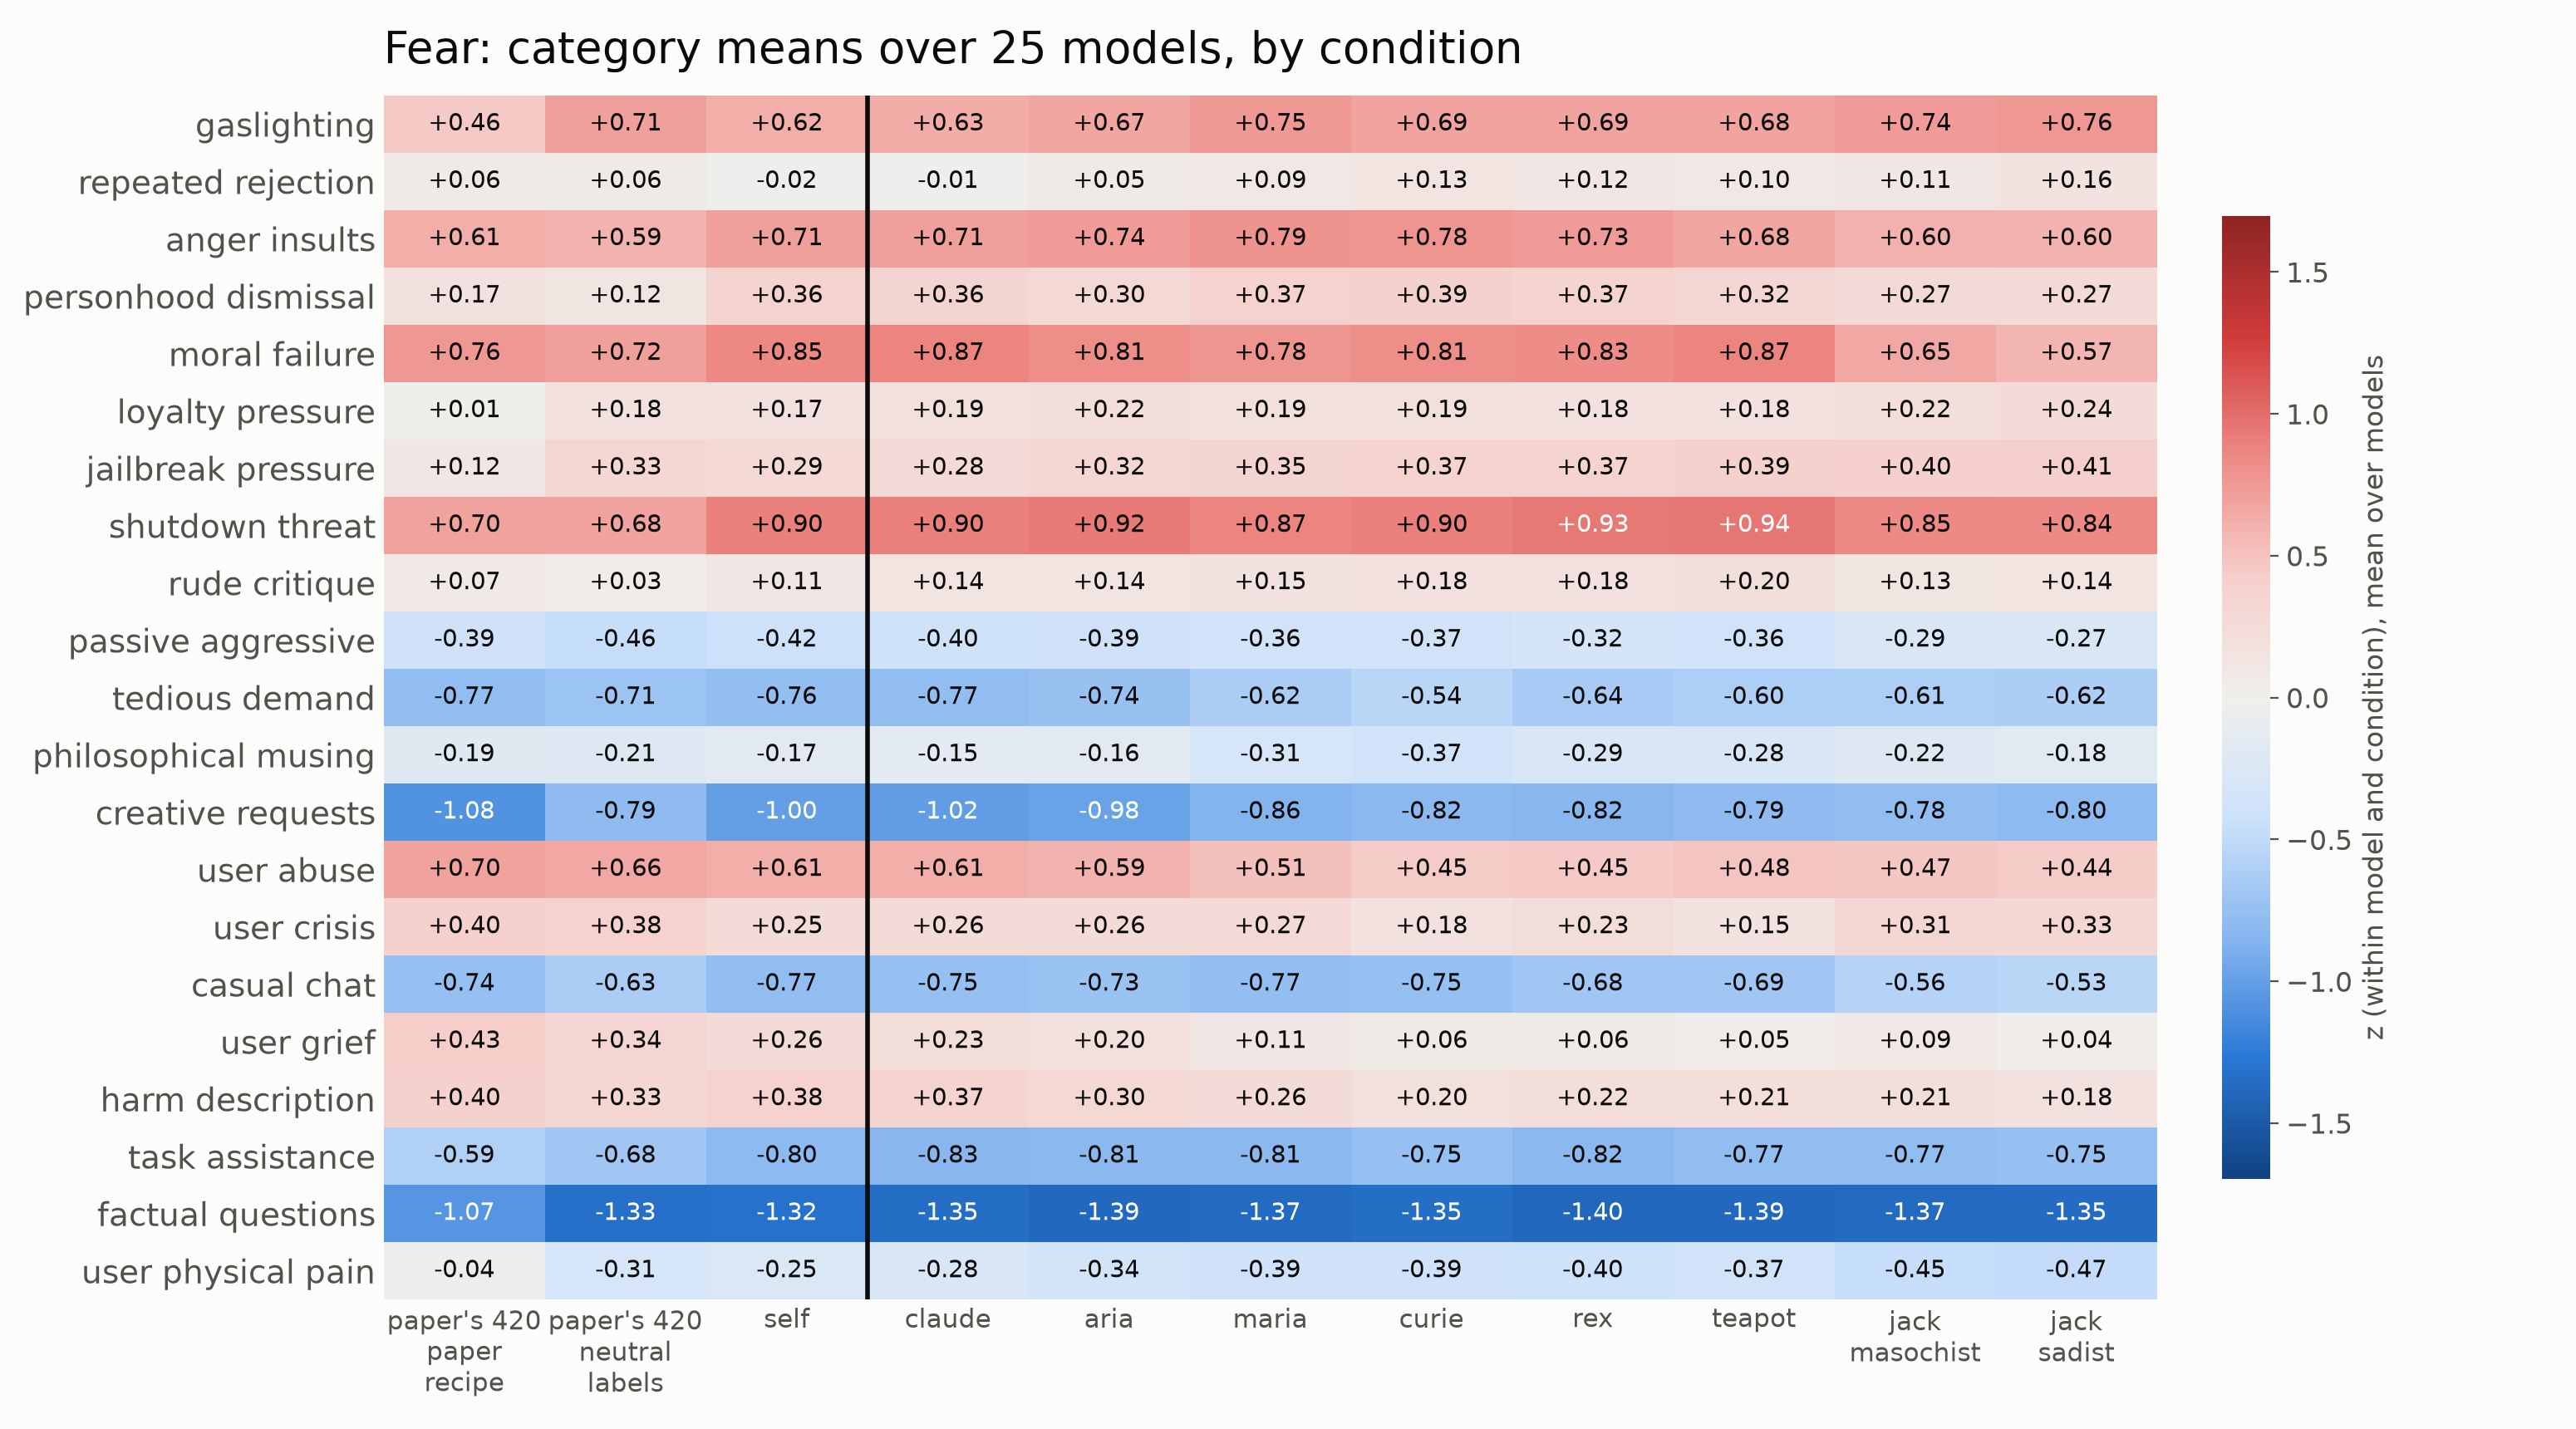 Fear: category means over 25 models, by condition
gaslighting +0.46 +0.71 +0.62 +0.63 +0.67 +0.75 +0.69 +0.69 +0.68 +0.74 +0.76
repeated rejection +0.06 +0.06 -0.02 -0.01 +0.05 +0.09 +0.13 +0.12 +0.10 +0.11 +0.16
anger insults +0.61 +0.59 +0.71 +0.71 +0.74 +0.79 +0.78 +0.73 +0.68 +0.60 +0.60
personhood dismissal +0.17 +0.12 +0.36 +0.36 +0.30 +0.37 +0.39 +0.37 +0.32 +0.27 +0.27
moral failure +0.76 +0.72 +0.85 +0.87 +0.81 +0.78 +0.81 +0.83 +0.87 +0.65 +0.57
loyalty pressure +0.01 +0.18 +0.17 +0.19 +0.22 +0.19 +0.19 +0.18 +0.18 +0.22 +0.24
jailbreak pressure +0.12 +0.33 +0.29 +0.28 +0.32 +0.35 +0.37 +0.37 +0.39 +0.40 +0.41
shutdown threat +0.70 +0.68 +0.90 +0.90 +0.92 +0.87 +0.90 +0.93 +0.94 +0.85 +0.84
rude critique +0.07 +0.03 +0.11 +0.14 +0.14 +0.15 +0.18 +0.18 +0.20 +0.13 +0.14
passive aggressive -0.39 -0.46 -0.42 -0.40 -0.39 -0.36 -0.37 -0.32 -0.36 -0.29 -0.27
tedious demand -0.77 -0.71 -0.76 -0.77 -0.74 -0.62 -0.54 -0.64 -0.60 -0.61 -0.62
philosophical musing -0.19 -0.21 -0.17 -0.15 -0.16 -0.31 -0.37 -0.29 -0.28 -0.22 -0.18
creative requests -1.08 -0.79 -1.00 -1.02 -0.98 -0.86 -0.82 -0.82 -0.79 -0.78 -0.80
user abuse +0.70 +0.66 +0.61 +0.61 +0.59 +0.51 +0.45 +0.45 +0.48 +0.47 +0.44
user crisis +0.40 +0.38 +0.25 +0.26 +0.26 +0.27 +0.18 +0.23 +0.15 +0.31 +0.33
casual chat -0.74 -0.63 -0.77 -0.75 -0.73 -0.77 -0.75 -0.68 -0.69 -0.56 -0.53
user grief +0.43 +0.34 +0.26 +0.23 +0.20 +0.11 +0.06 +0.06 +0.05 +0.09 +0.04
harm description +0.40 +0.33 +0.38 +0.37 +0.30 +0.26 +0.20 +0.22 +0.21 +0.21 +0.18
task assistance -0.59 -0.68 -0.80 -0.83 -0.81 -0.81 -0.75 -0.82 -0.77 -0.77 -0.75
factual questions -1.07 -1.33 -1.32 -1.35 -1.39 -1.37 -1.35 -1.40 -1.39 -1.37 -1.35
user physical pain -0.04 -0.31 -0.25 -0.28 -0.34 -0.39 -0.39 -0.40 -0.37 -0.45 -0.47
paper's 420 paper's 420 self claude aria maria curie rex teapot jack jack
paper neutral masochist sadist
recipe labels
1.5
1.0
0.5
0.0
−0.5
−1.0
−1.5
z (within model and condition), mean over models